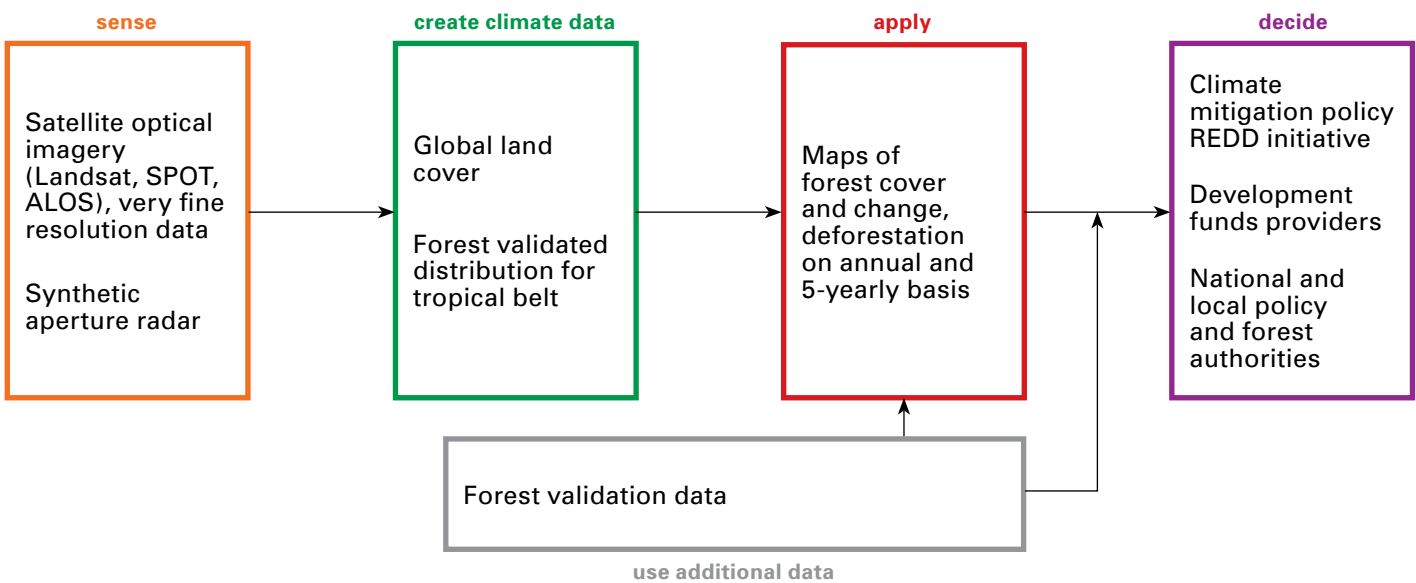 sense
Satellite optical
imagery
(Landsat, SPOT,
ALOS), very fine
resolution data
Synthetic
aperture radar
create climate data
Global land
cover
Forest validated
distribution for
tropical belt
apply
Maps of
forest cover
and change,
deforestation
on annual and
5-yearly basis
decide
Climate
mitigation policy
REDD initiative
Development
funds providers
National and
local policy
and forest
authorities
Forest validation data
use additional data